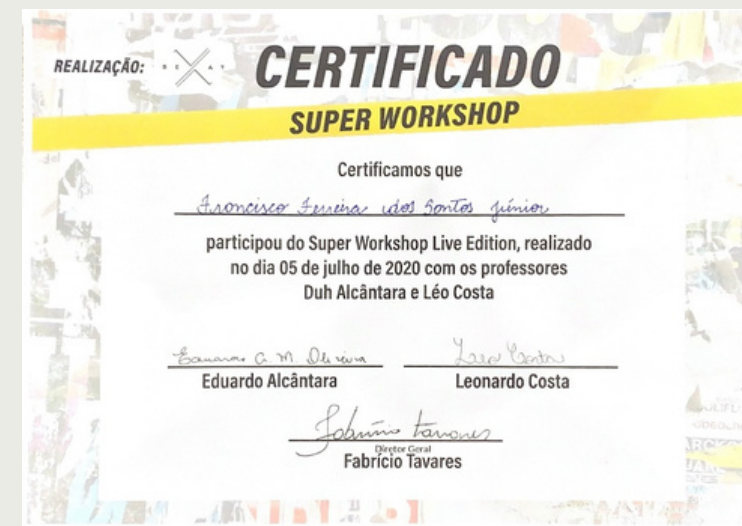 REALIZAÇÃO:
CERTIFICADO
SUPER WORKSHOP
Certificamos que
Francisco Ferreira dos Santos Júnior
participou do Super Workshop Live Edition, realizado
no dia 05 de julho de 2020 com os professores
Duh Alcântara e Léo Costa
Eduardo Alcântara
Leonardo Costa
Fabrício Tavares
Diretor Geral
Fabrício Tavares